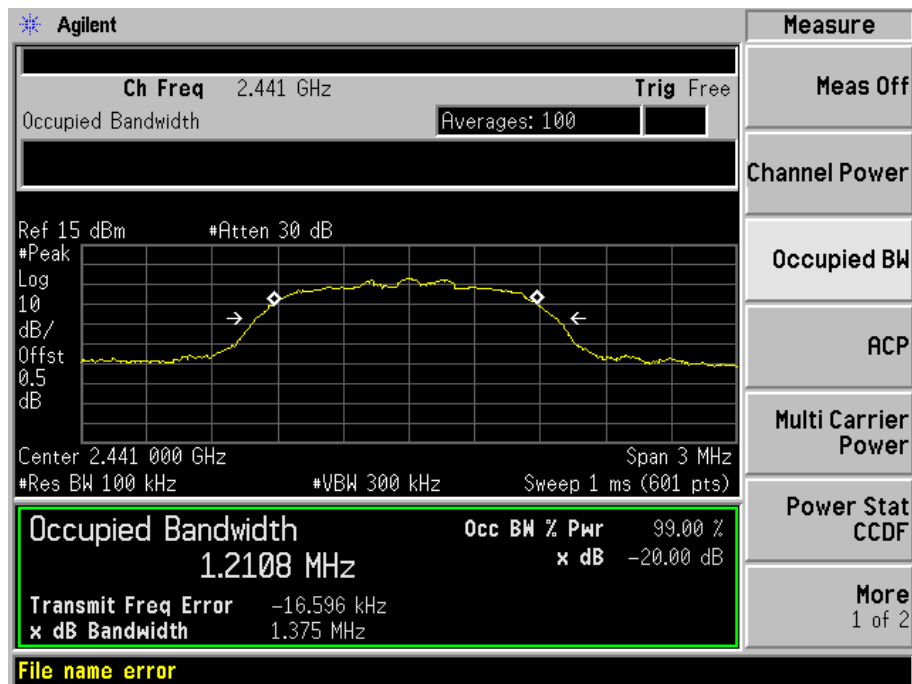 Agilent
Measure
Ch Freq 2.441 GHz Trig Free
Occupied Bandwidth Averages: 100
Ref 15 dBm #Atten 30 dB
#Peak
Log
10
dB/
Offst
0.5
dB
Center 2.441 000 GHz Span 3 MHz
#Res BW 100 kHz #VBW 300 kHz Sweep 1 ms (601 pts)
Occupied Bandwidth Occ BW % Pwr 99.00 %
1.2108 MHz x dB -20.00 dB
Transmit Freq Error -16.596 kHz
x dB Bandwidth 1.375 MHz
File name error
Meas Off
Channel Power
Occupied BW
ACP
Multi Carrier
Power
Power Stat
CCDF
More
1 of 2